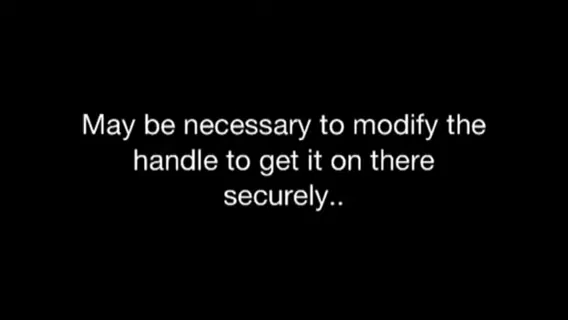 May be necessary to modify the
handle to get it on there
securely..